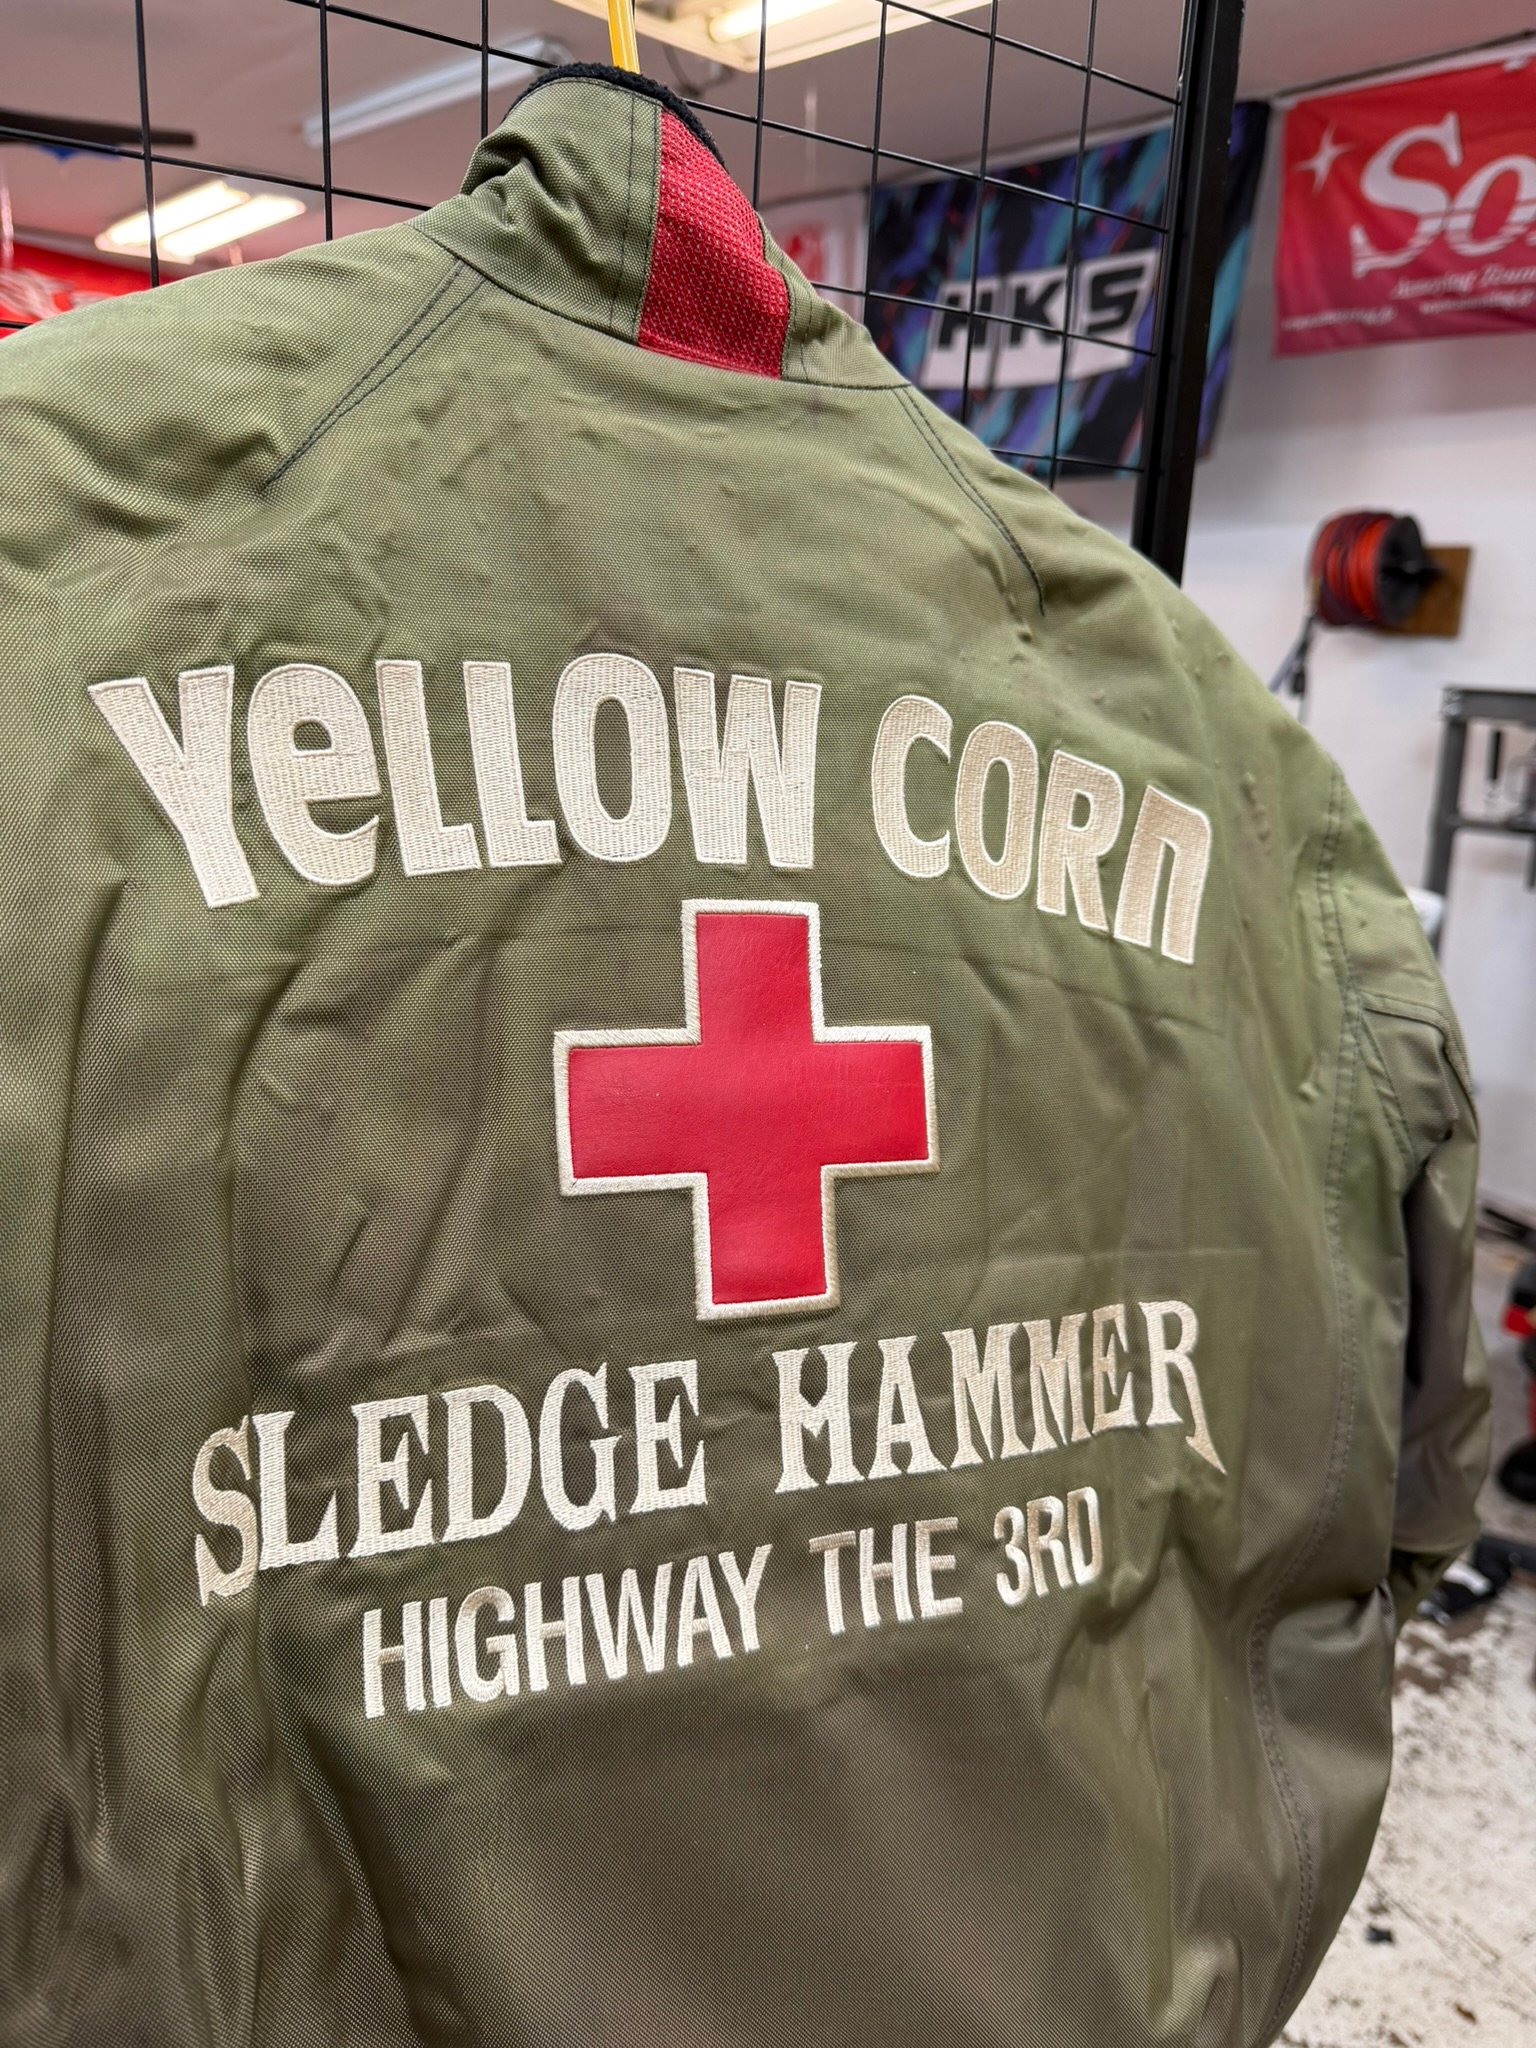 HKS
YeLLOW CORn
SLEDGE HAMMER
HIGHWAY THE 3RD